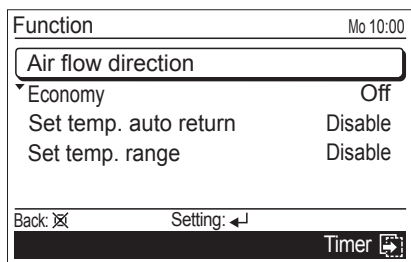 Function Mo 10:00
Air flow direction
Economy Off
Set temp. auto return Disable
Set temp. range Disable
Back: Setting:
Timer